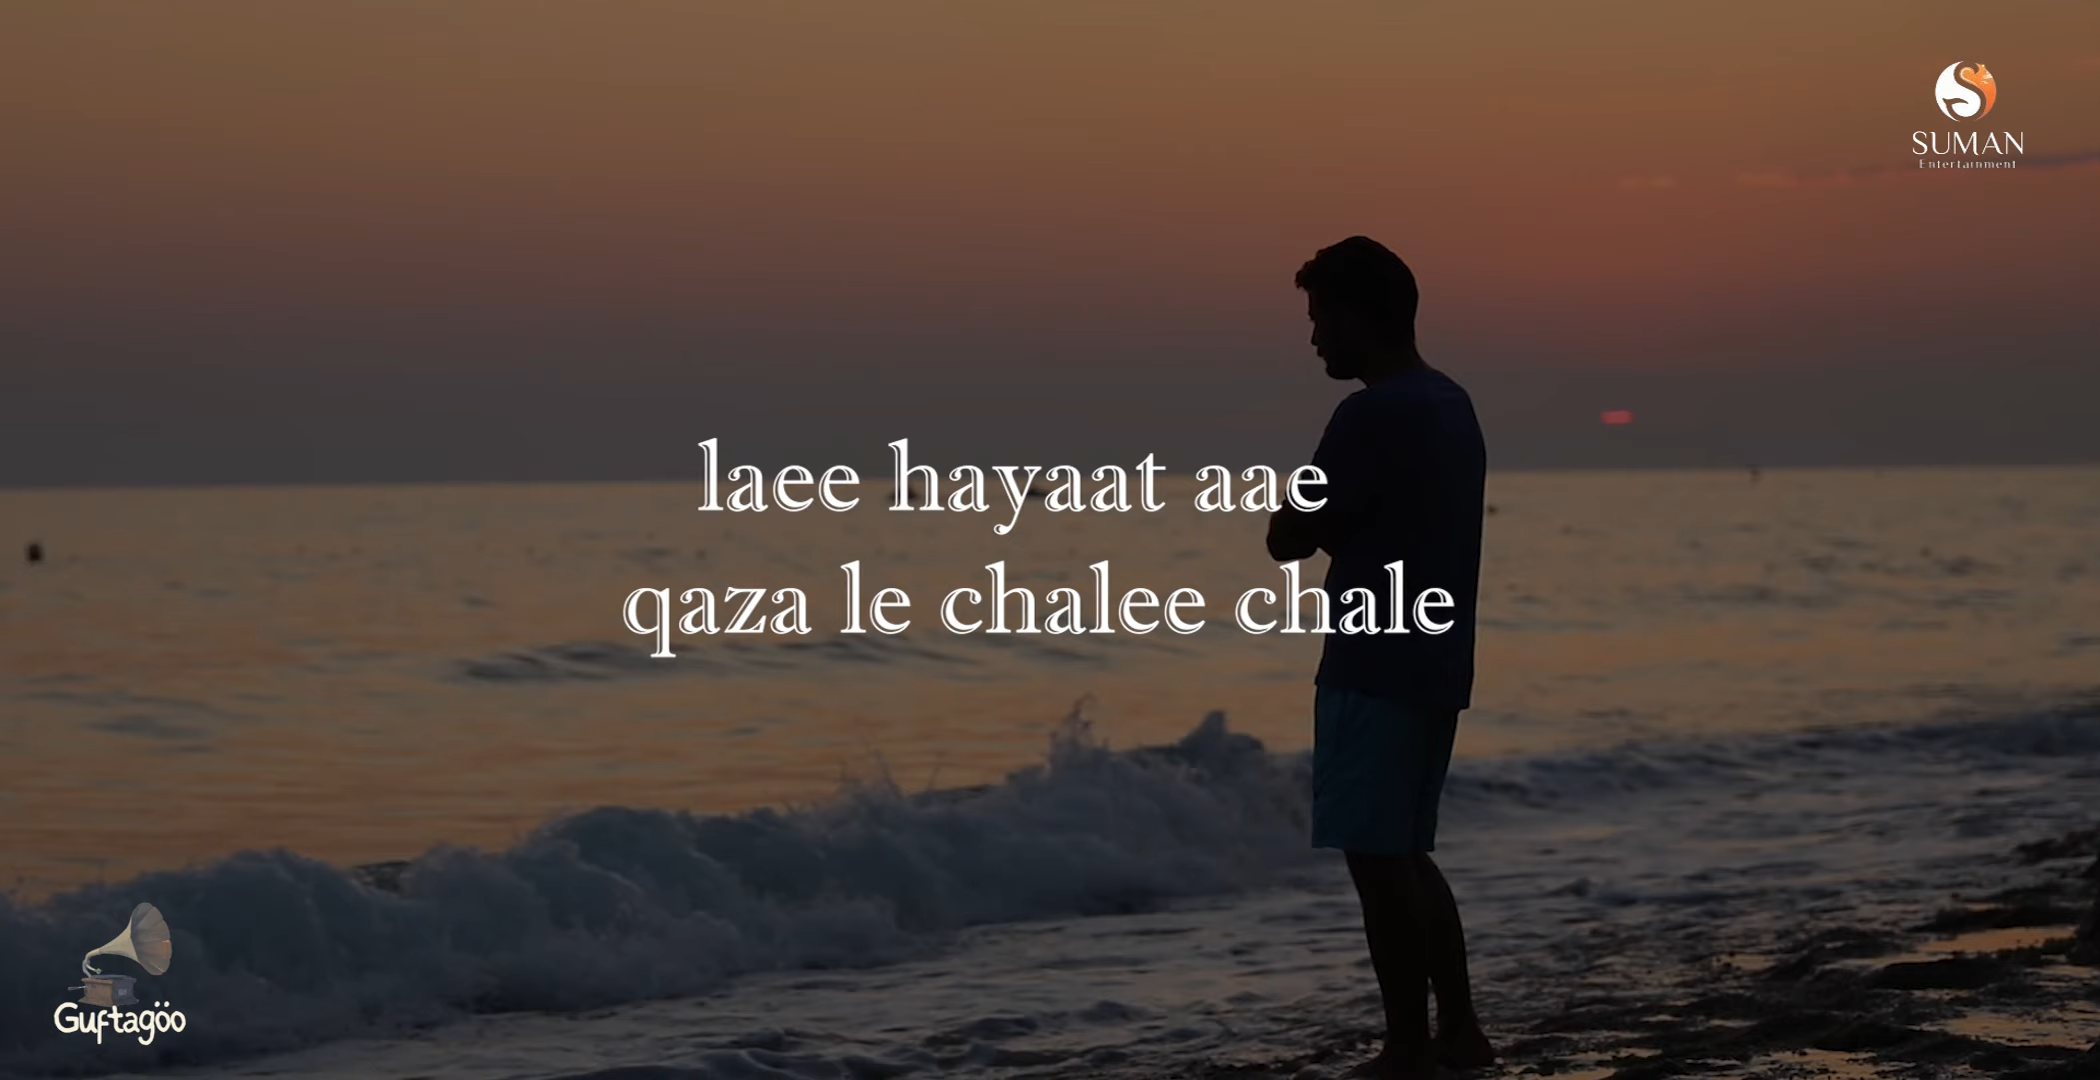 SUMAN
Entertainment
laee hayaat aae
qaza le chalee chale
Guftagöo